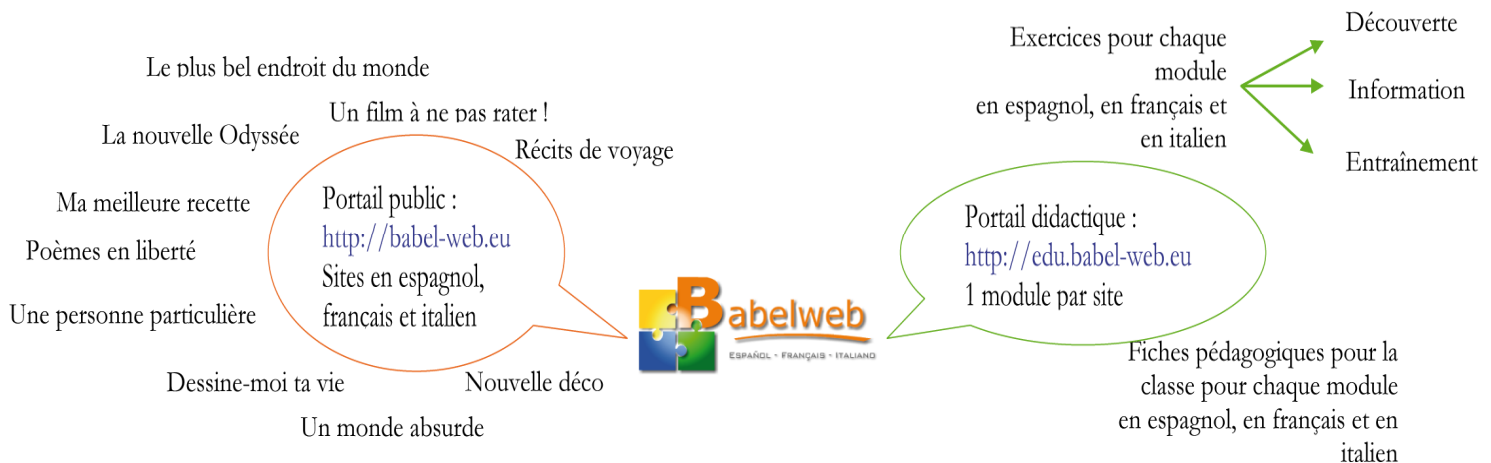 Le plus bel endroit du monde
Un film à ne pas rater !
La nouvelle Odyssée
Récits de voyage
Ma meilleure recette
Poèmes en liberté
Une personne particulière
Dessine-moi ta vie
Nouvelle déco
Un monde absurde
Portail public :
http://babel-web.eu
Sites en espagnol,
français et italien
Babelweb
ESPAÑOL - FRANÇAIS - ITALIANO
Portail didactique :
http://edu.babel-web.eu
1 module par site
Exercices pour chaque
module
en espagnol, en français et
en italien
Découverte
Information
Entraînement
Fiches pédagogiques pour la
classe pour chaque module
en espagnol, en français et en
italien